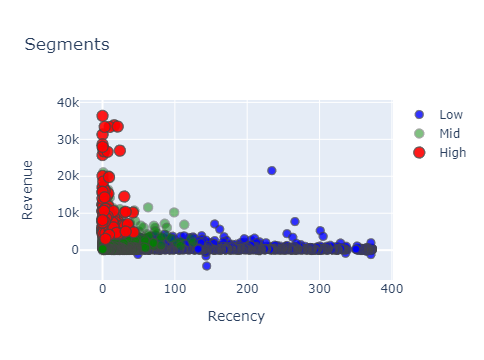 Segments
40k
30k
20k
10k
0
0
100
200
300
400
Recency
Revenue
Low
Mid
High